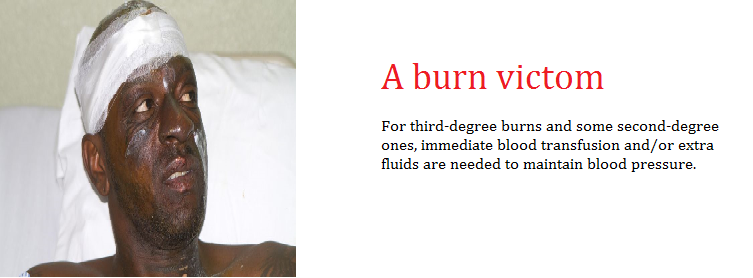 A burn victom
For third-degree burns and some second-degree
ones, immediate blood transfusion and/or extra
fluids are needed to maintain blood pressure.